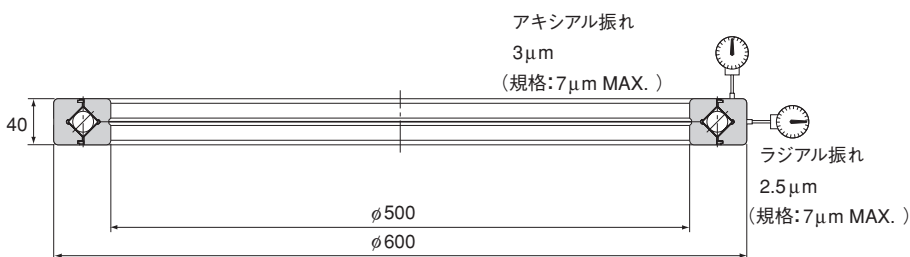 アキシアル振れ
3μm
(規格:7μm MAX. )
40
ラジアル振れ
2.5μm
(規格:7μm MAX. )
φ500
φ600